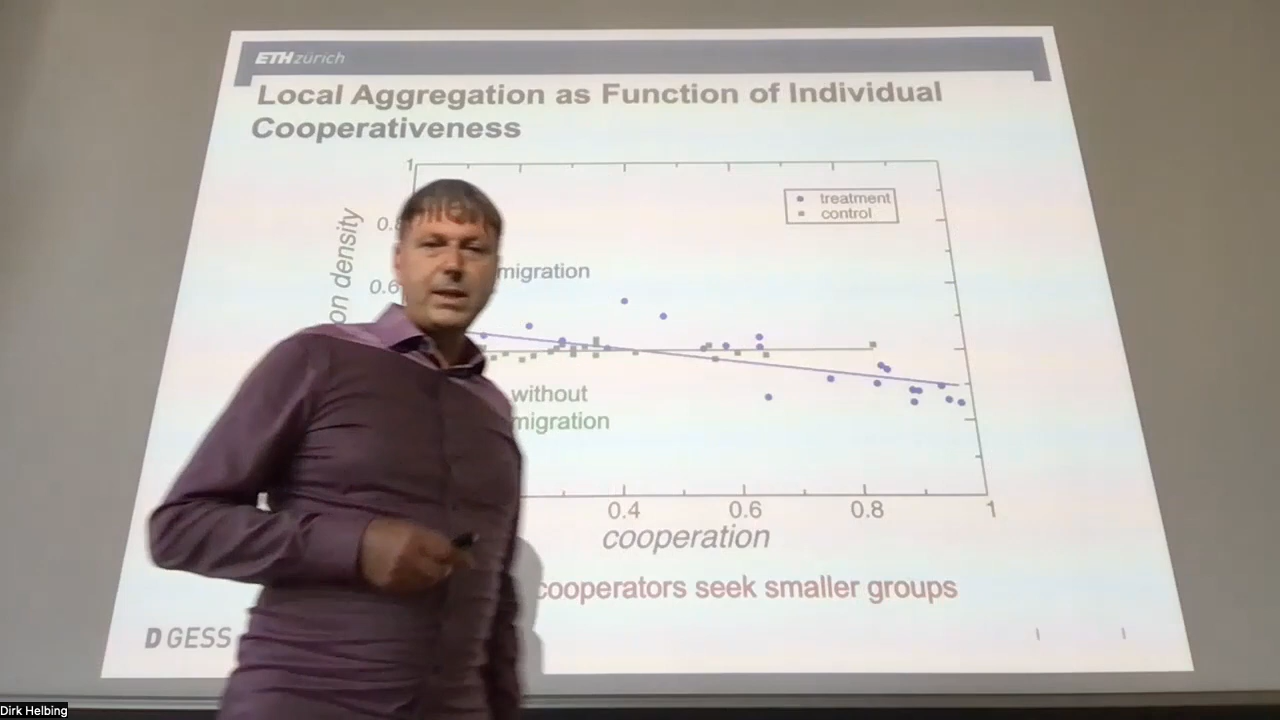 ETH zürich
Local Aggregation as Function of Individual
Cooperativeness
1
treatment
control
0.8
on density
migration
0.6
without
migration
0.4
0.6
0.8
1
cooperation
cooperators seek smaller groups
D GESS
Dirk Helbing